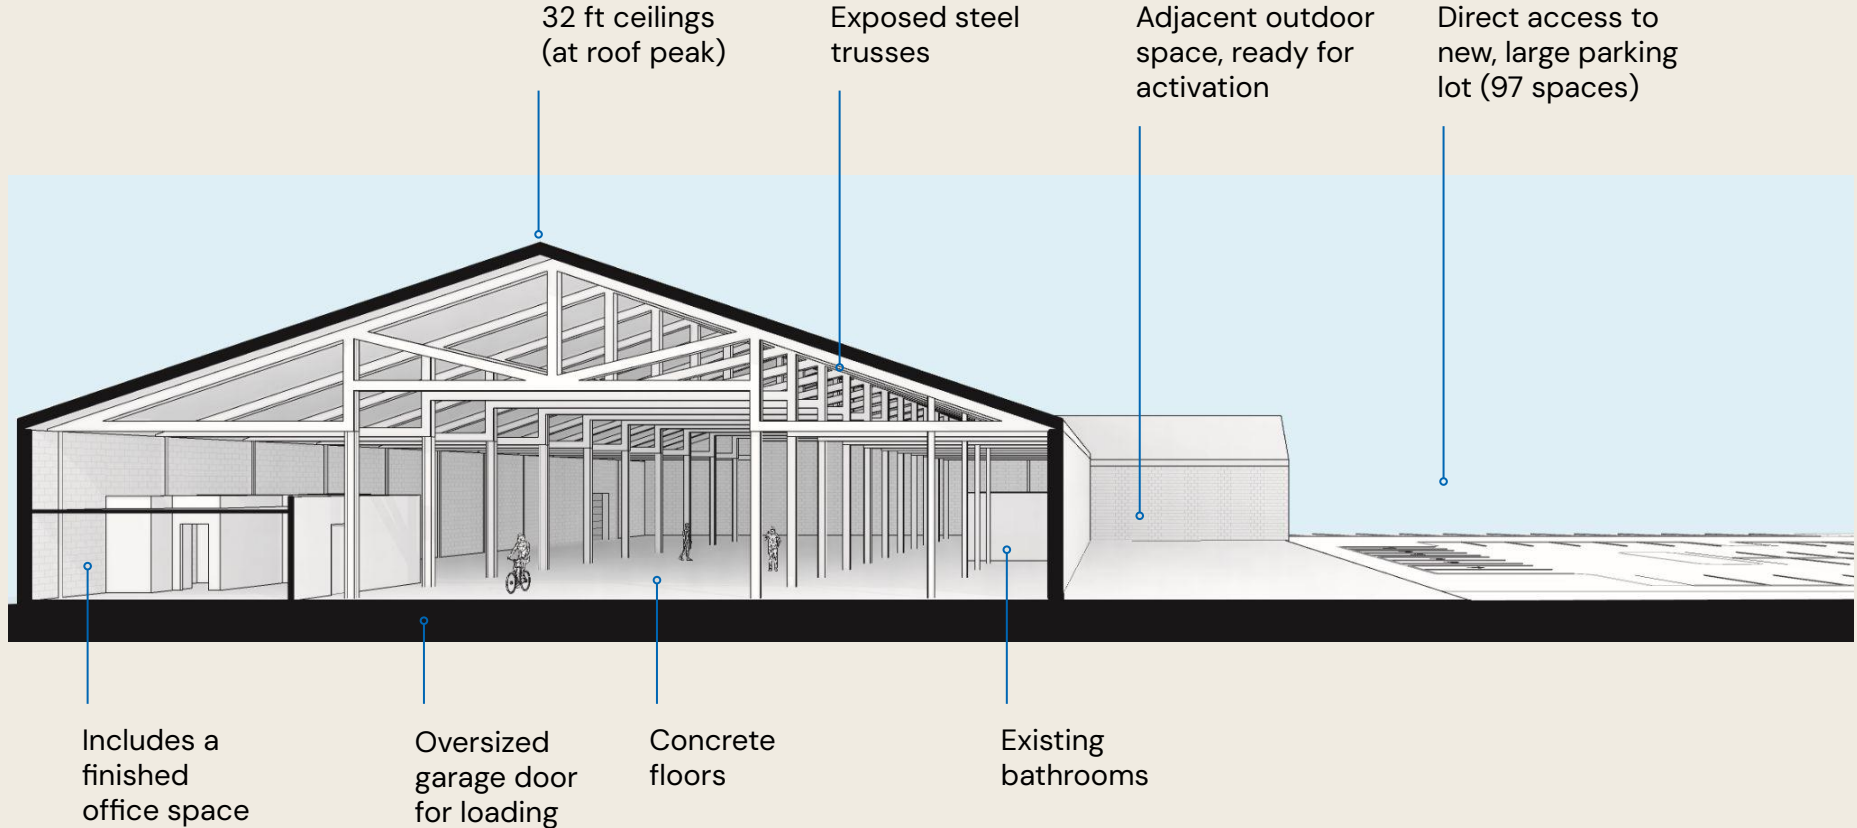 32 ft ceilings
(at roof peak)
Exposed steel
trusses
Adjacent outdoor
space, ready for
activation
Direct access to
new, large parking
lot (97 spaces)
Includes a
finished
office space
Oversized
garage door
for loading
Concrete
floors
Existing
bathrooms